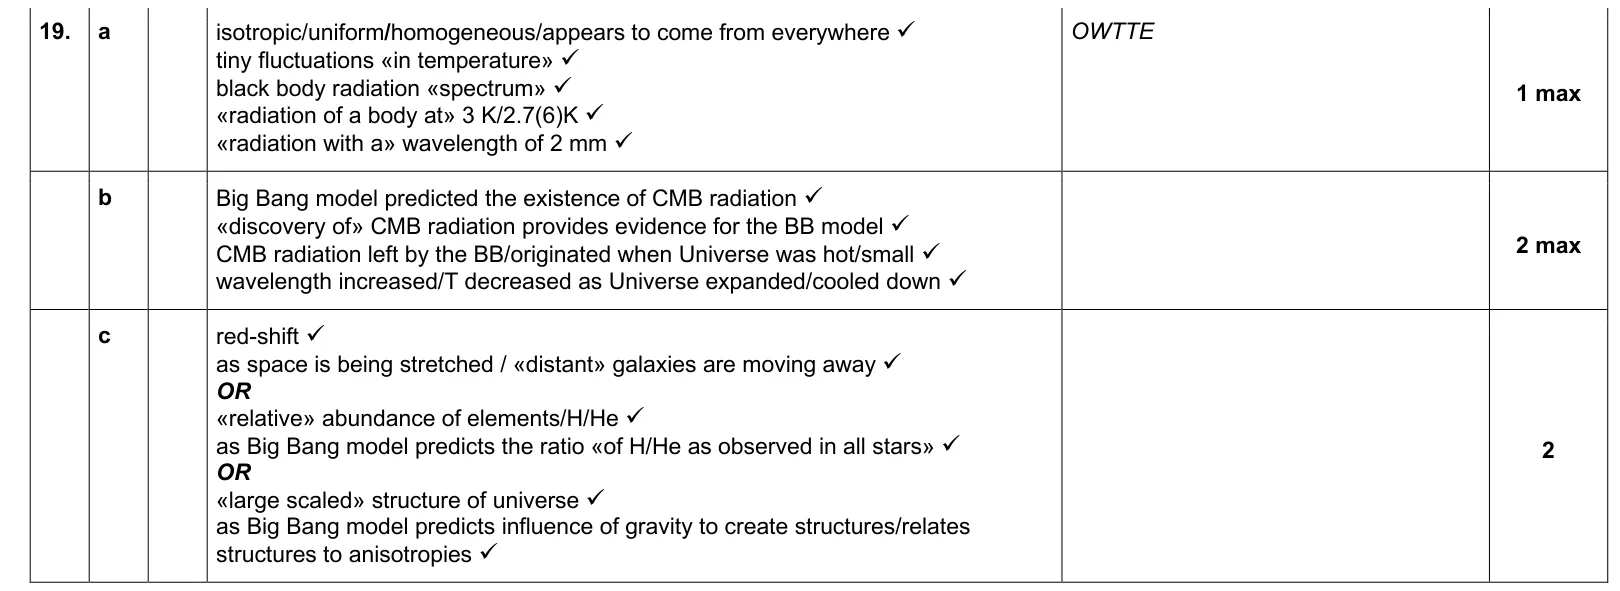 19. a isotropic/uniform/homogeneous/appears to come from everywhere ✓ OWTTE
tiny fluctuations «in temperature» ✓
black body radiation «spectrum» ✓
1 max
«radiation of a body at» 3 K/2.7(6)K ✓
«radiation with a» wavelength of 2 mm ✓
b Big Bang model predicted the existence of CMB radiation ✓
«discovery of» CMB radiation provides evidence for the BB model ✓
2 max
CMB radiation left by the BB/originated when Universe was hot/small ✓
wavelength increased/T decreased as Universe expanded/cooled down ✓
c red-shift ✓
as space is being stretched / «distant» galaxies are moving away ✓
OR
«relative» abundance of elements/H/He ✓
as Big Bang model predicts the ratio «of H/He as observed in all stars» ✓
2
OR
«large scaled» structure of universe ✓
as Big Bang model predicts influence of gravity to create structures/relates
structures to anisotropies ✓